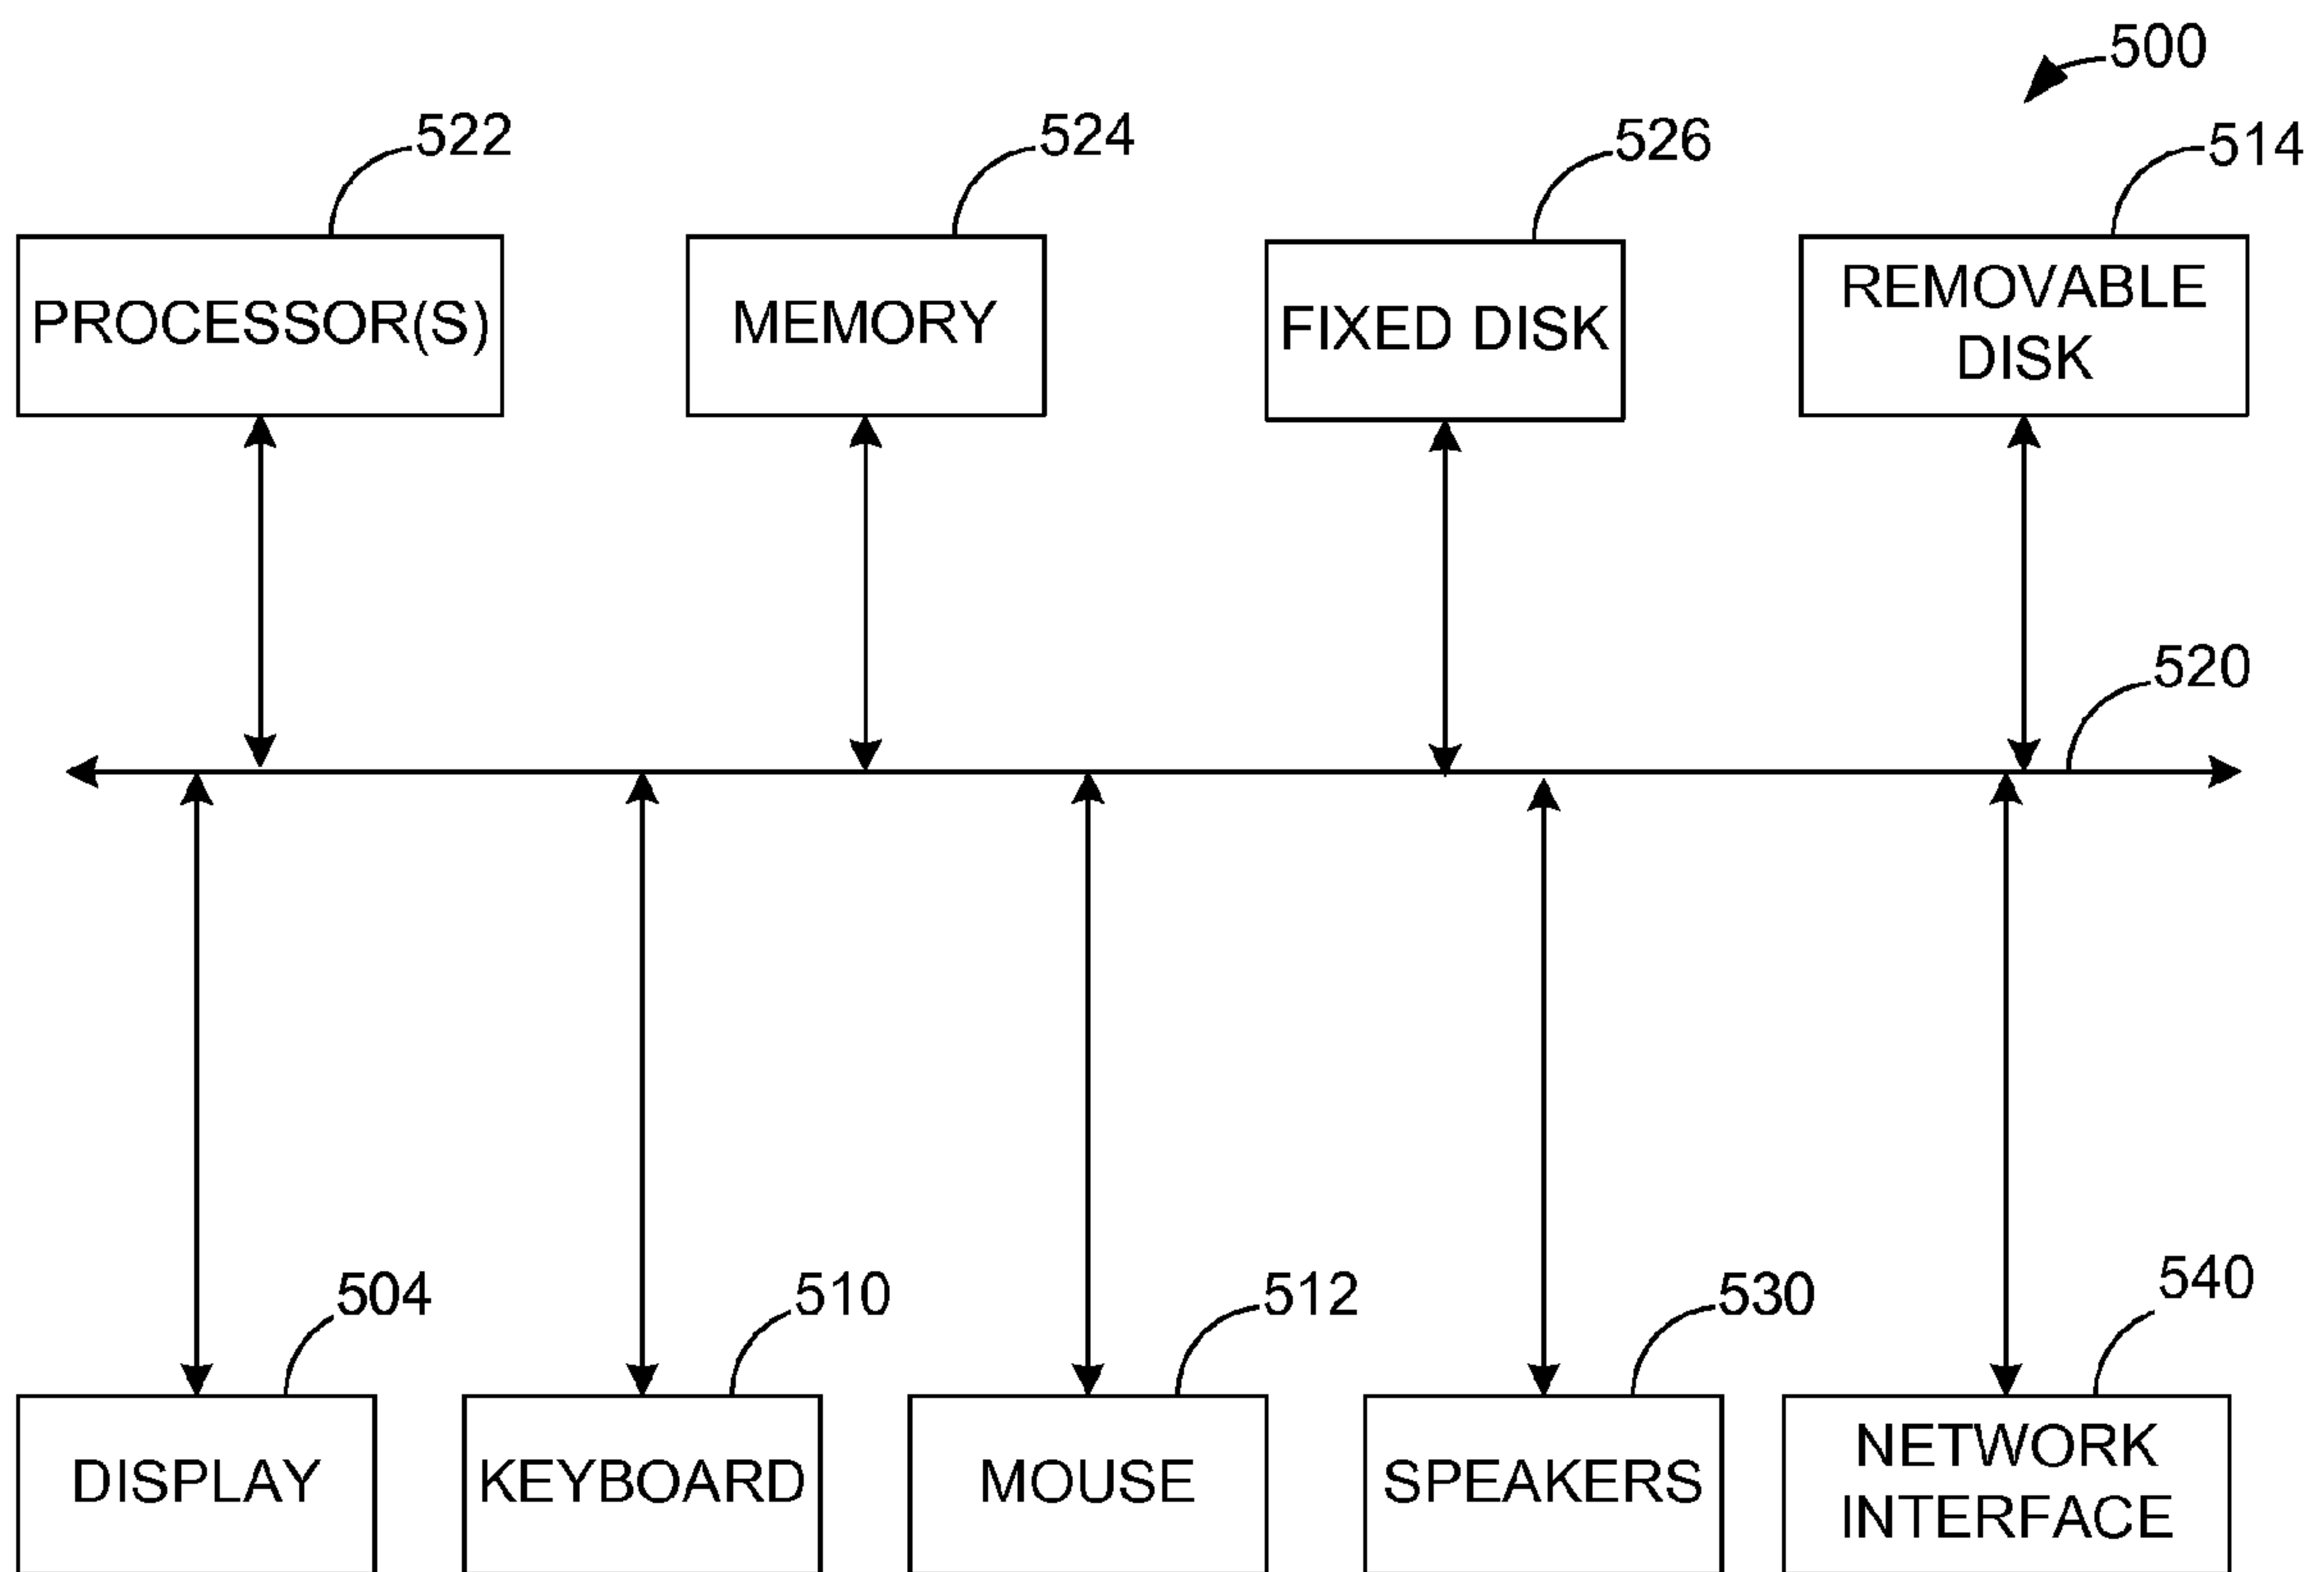 500
522
524
526
514
PROCESSOR(S)
MEMORY
FIXED DISK
REMOVABLE
DISK
520
504
510
512
530
540
DISPLAY
KEYBOARD
MOUSE
SPEAKERS
NETWORK
INTERFACE